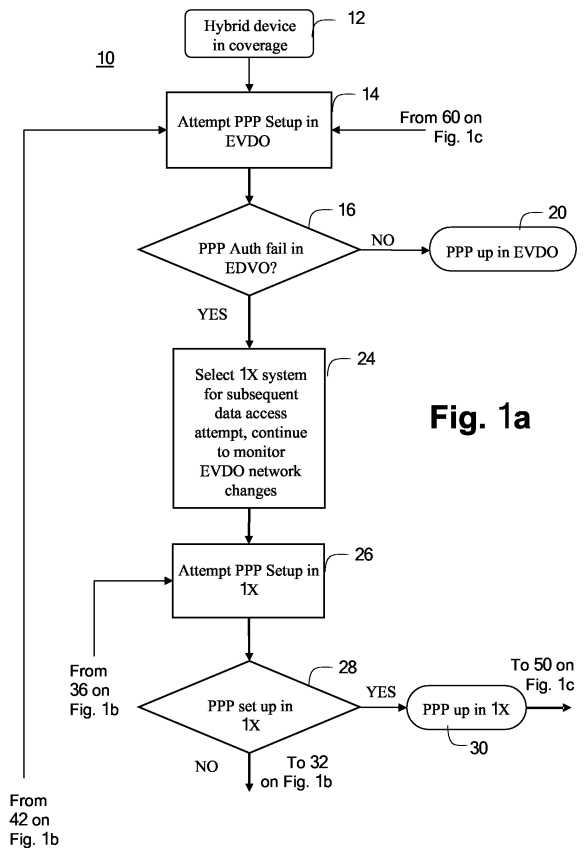 Hybrid device
in coverage
12
10
14
Attempt PPP Setup in
EVDO
From 60 on
Fig. 1c
16
PPP Auth fail in
EDVO?
NO
20
PPP up in EVDO
YES
24
Select 1X system
for subsequent
data access
attempt, continue
to monitor
EVDO network
changes
Fig. 1a
26
Attempt PPP Setup in
1X
From
36 on
Fig. 1b
28
PPP set up in
1X
YES
PPP up in 1X
30
To 50 on
Fig. 1c
NO
To 32
on Fig. 1b
From
42 on
Fig. 1b